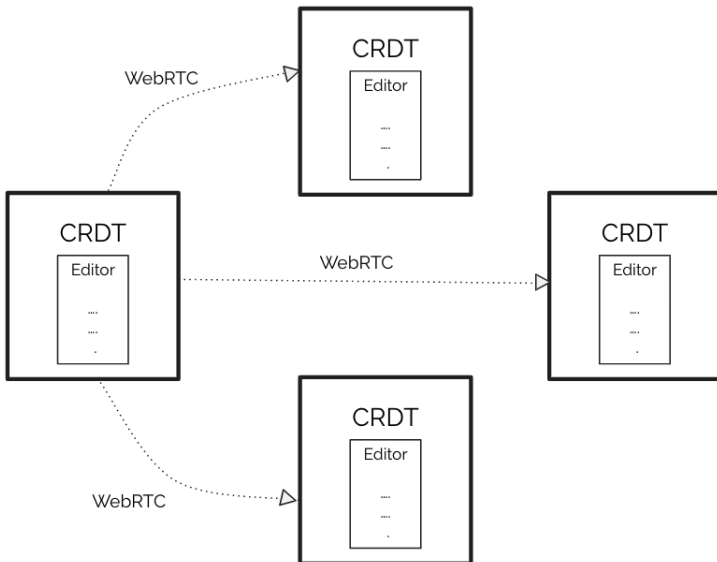 CRDT
Editor
....
....
.
WebRTC
CRDT
Editor
....
....
.
WebRTC
CRDT
Editor
....
....
.
CRDT
Editor
....
....
.
WebRTC